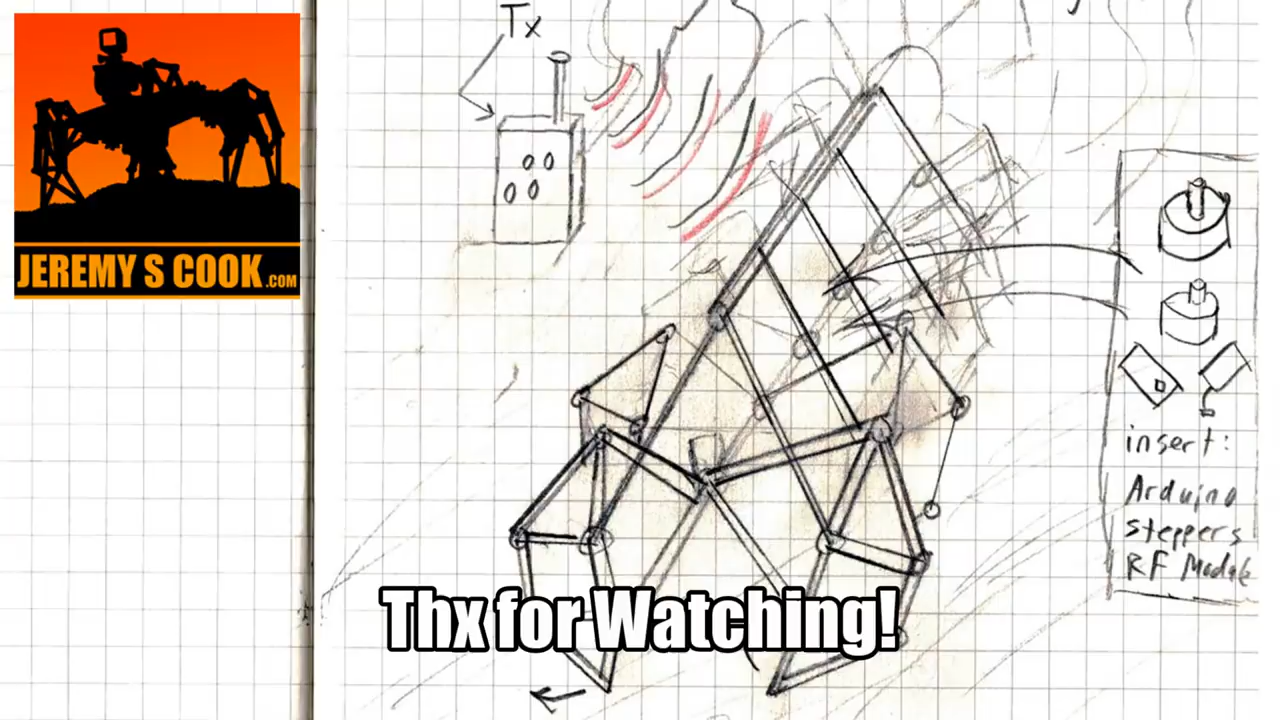 Tx
JEREMY S COOK.COM
insert:
Arduino
steppers
RF Module
Thx for Watching!